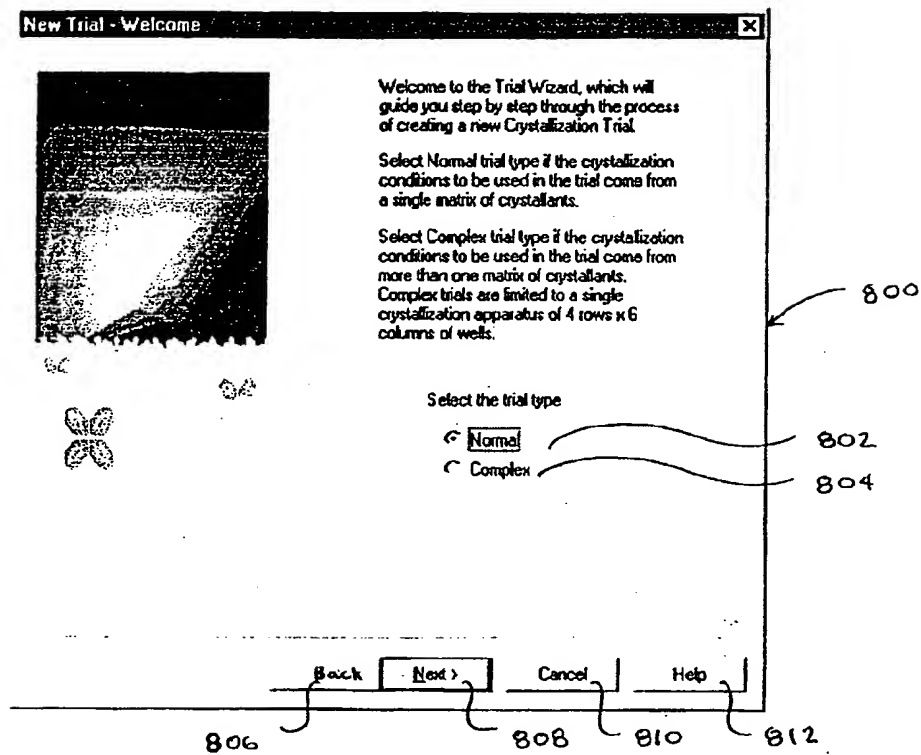 New Trial - Welcome
Welcome to the Trial Wizard, which will
guide you step by step through the process
of creating a new Crystallization Trial.
Select Normal trial type if the crystallization
conditions to be used in the trial come from
a single matrix of crystallants.
Select Complex trial type if the crystallization
conditions to be used in the trial come from
more than one matrix of crystallants.
Complex trials are limited to a single
crystallization apparatus of 4 rows x 6
columns of wells.
800
Select the trial type
Normal
802
Complex
804
Back
Next >
Cancel
Help
806
808
810
812